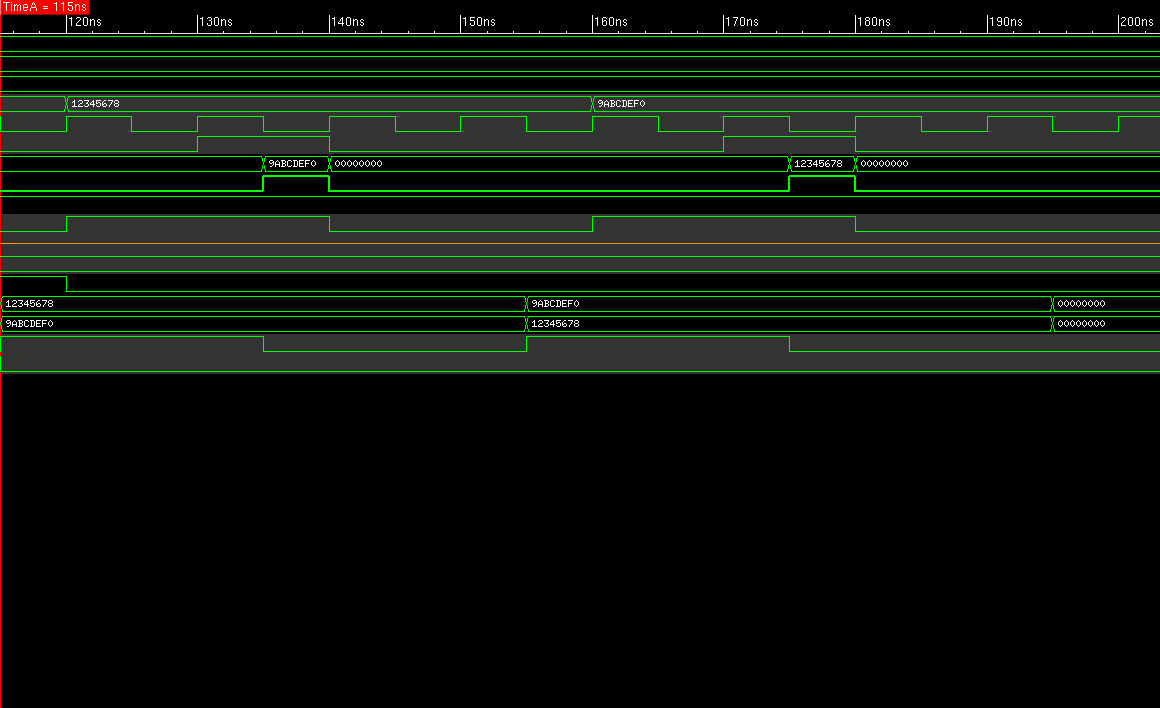 TimeA = 115ns
120ns 130ns 140ns 150ns 160ns 170ns 180ns 190ns 200ns
12345678 9ABCDEF0
9ABCDEF0 00000000 12345678 00000000
12345678 9ABCDEF0 00000000
9ABCDEF0 12345678 00000000